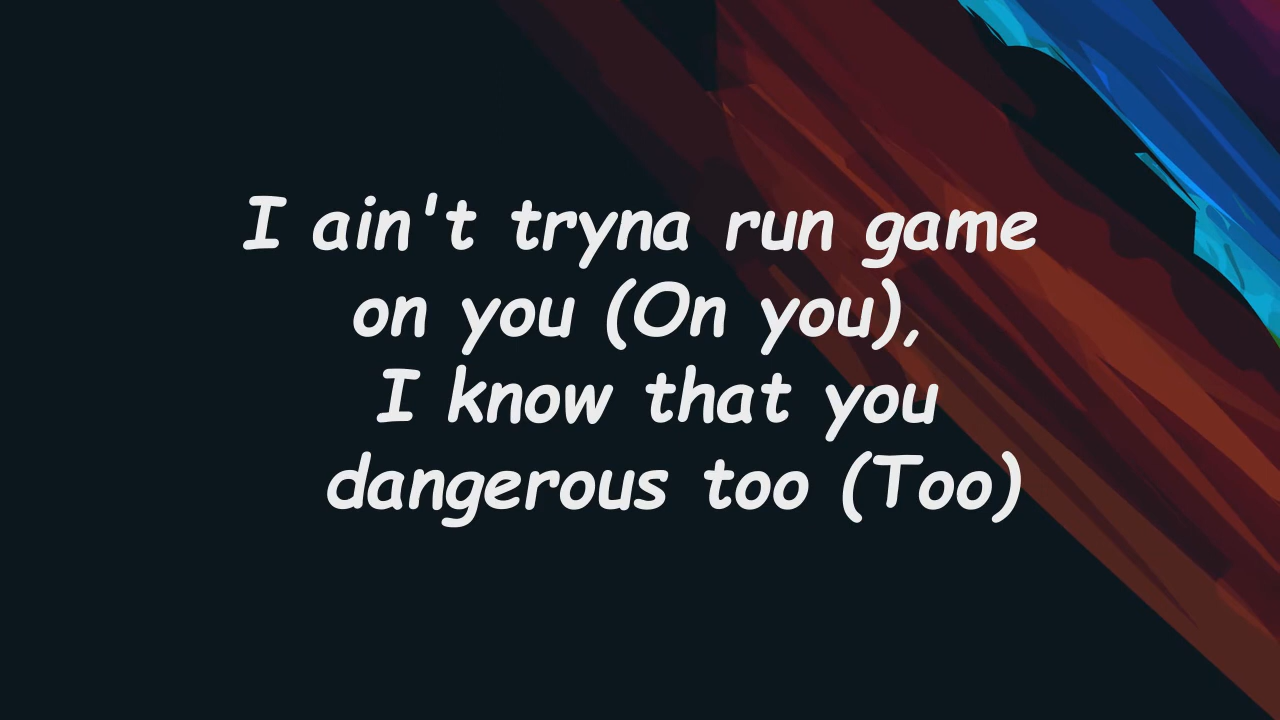 I ain't tryna run game
on you (On you),
I know that you
dangerous too (Too)